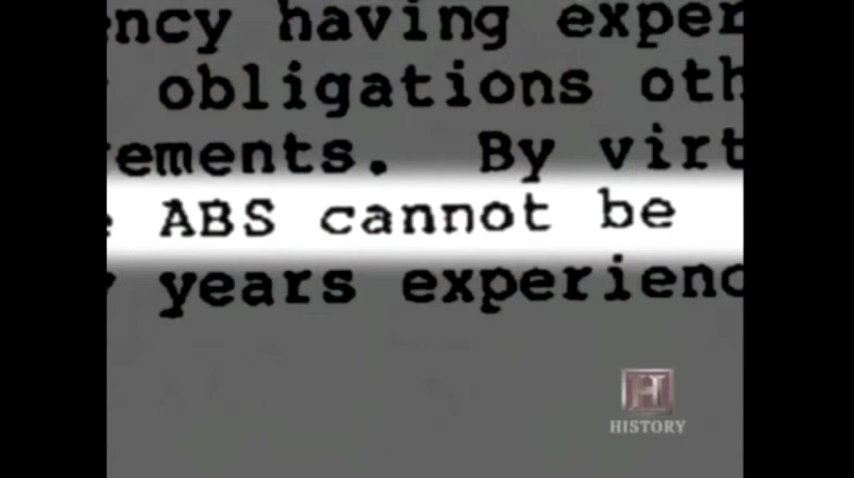 ncy having exper
obligations oth
ements. By virt
ABS cannot be
years experienc
H
HISTORY